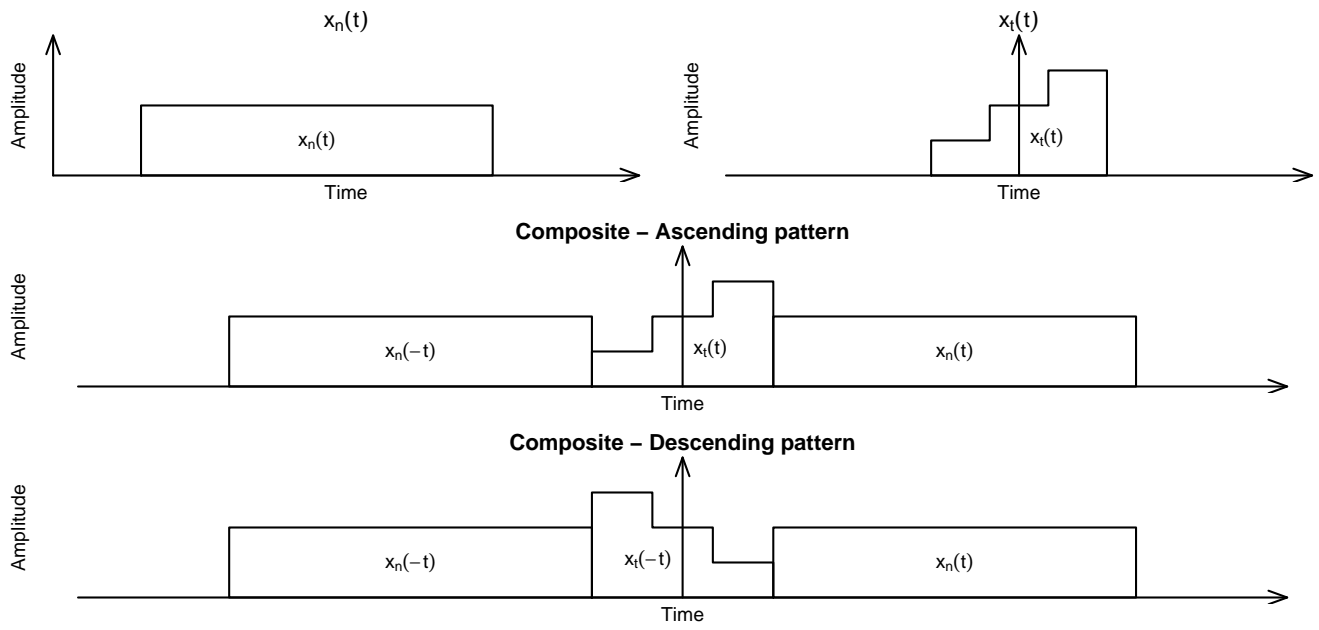 xₙ(t)
Amplitude
xₙ(t)
Time
xₜ(t)
Amplitude
xₜ(t)
Time
Composite − Ascending pattern
Amplitude
xₙ(−t)
xₜ(t)
xₙ(t)
Time
Composite − Descending pattern
Amplitude
xₙ(−t)
xₜ(−t)
xₙ(t)
Time